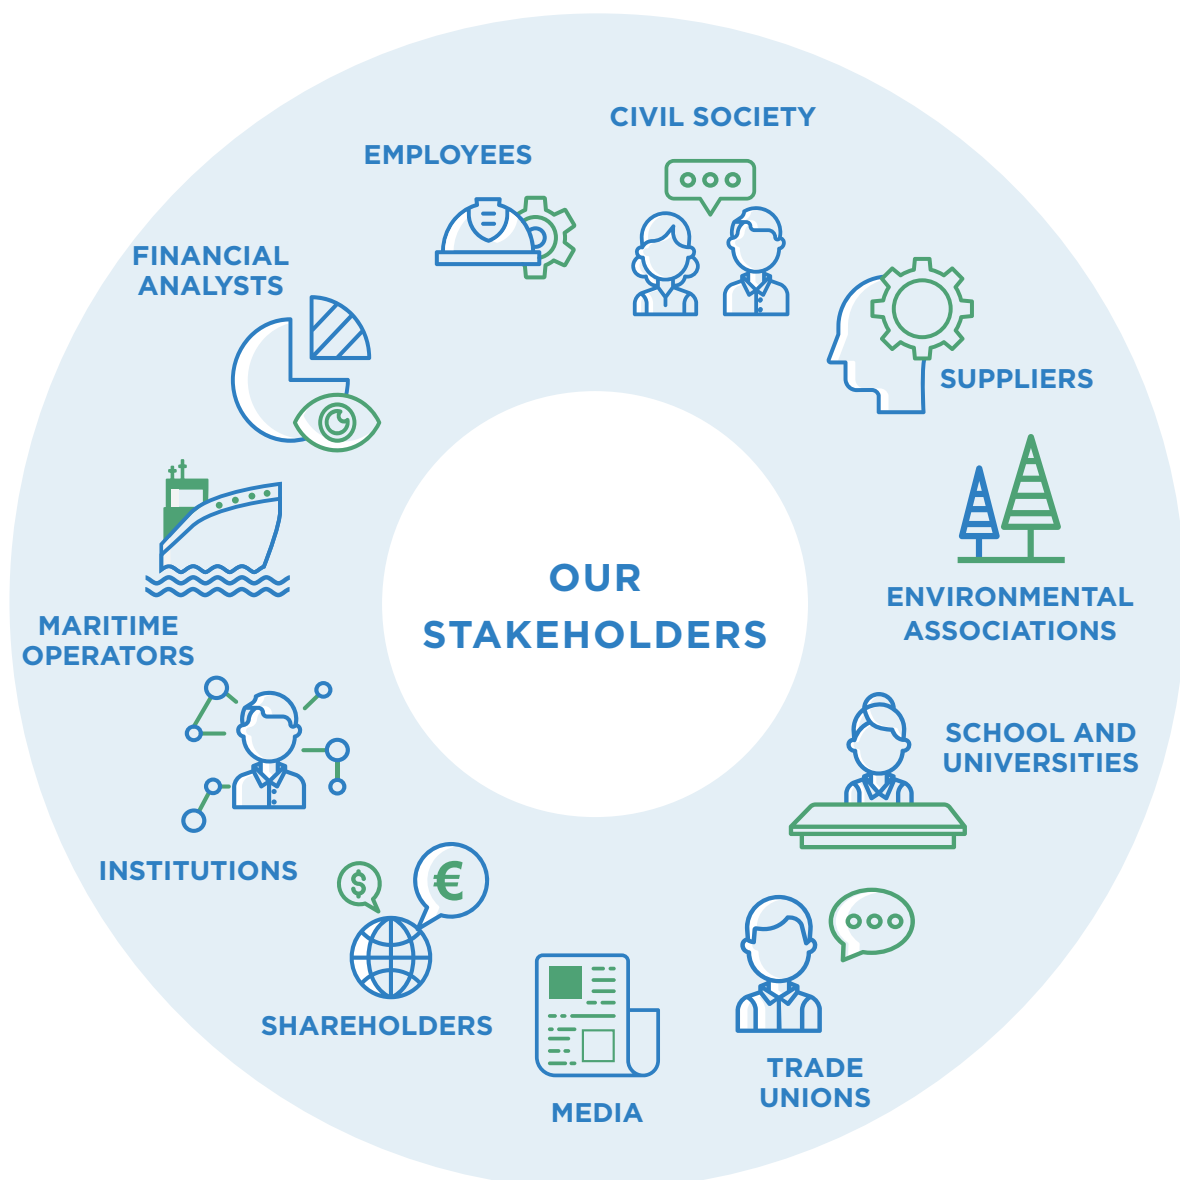 CIVIL SOCIETY
EMPLOYEES
FINANCIAL
ANALYSTS
SUPPLIERS
OUR
STAKEHOLDERS
ENVIRONMENTAL
ASSOCIATIONS
MARITIME
OPERATORS
SCHOOL AND
UNIVERSITIES
INSTITUTIONS
$
€
SHAREHOLDERS
TRADE
UNIONS
MEDIA